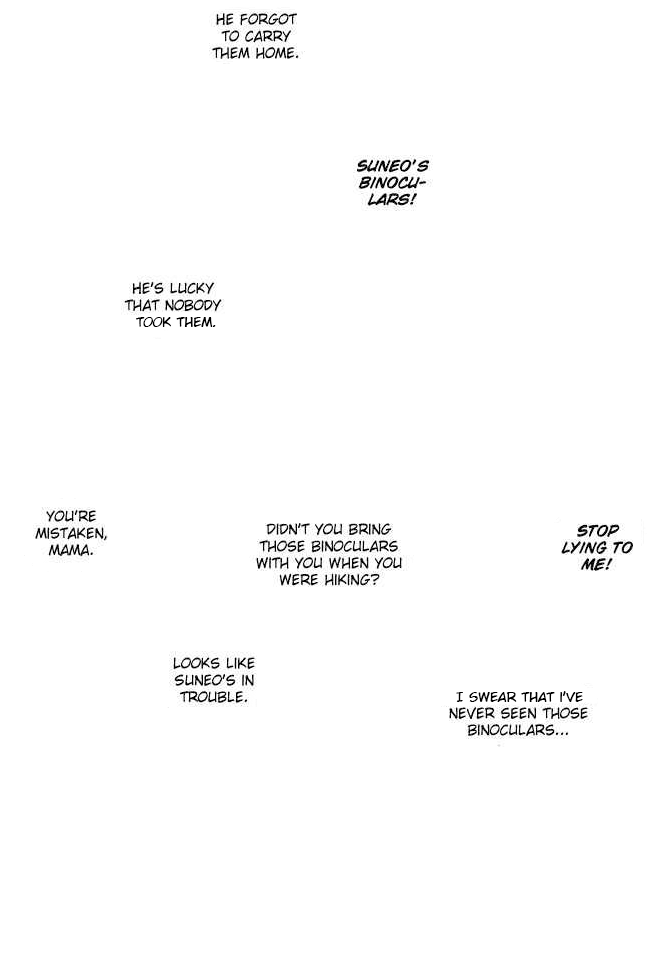 HE FORGOT
TO CARRY
THEM HOME.
SUNEO'S
BINOCU-
LARS!
HE'S LUCKY
THAT NOBODY
TOOK THEM.
YOU'RE
MISTAKEN,
MAMA.
DIDN'T YOU BRING
THOSE BINOCULARS
WITH YOU WHEN YOU
WERE HIKING?
STOP
LYING TO
ME!
LOOKS LIKE
SUNEO'S IN
TROUBLE.
I SWEAR THAT I'VE
NEVER SEEN THOSE
BINOCULARS...